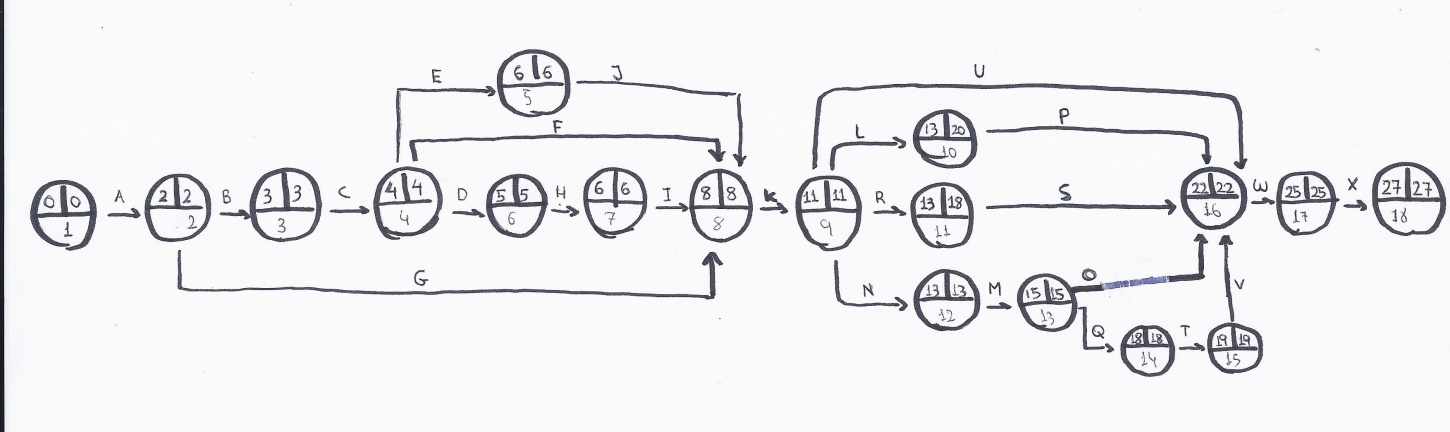 E
6 6
5
J
U
F
L
13 20
10
P
0 0
1
A
2 2
2
B
3 3
3
C
4 4
4
D
5 5
6
H
6 6
7
I
8 8
8
K
11 11
9
R
13 18
11
S
22 22
16
W
25 25
17
X
27 27
18
G
N
13 13
12
M
15 15
13
O
Q
18 18
14
T
19 19
15
V